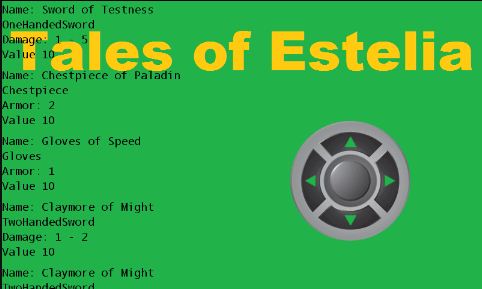 Name: Sword of Testness
OneHandedSword
Damage: 1 - 5
Value 10
Tales of Estelia
Name: Chestpiece of Paladin
Chestpiece
Armor: 2
Value 10
Name: Gloves of Speed
Gloves
Armor: 1
Value 10
Name: Claymore of Might
TwoHandedSword
Damage: 1 - 2
Value 10
Name: Claymore of Might
TwoHandedSword